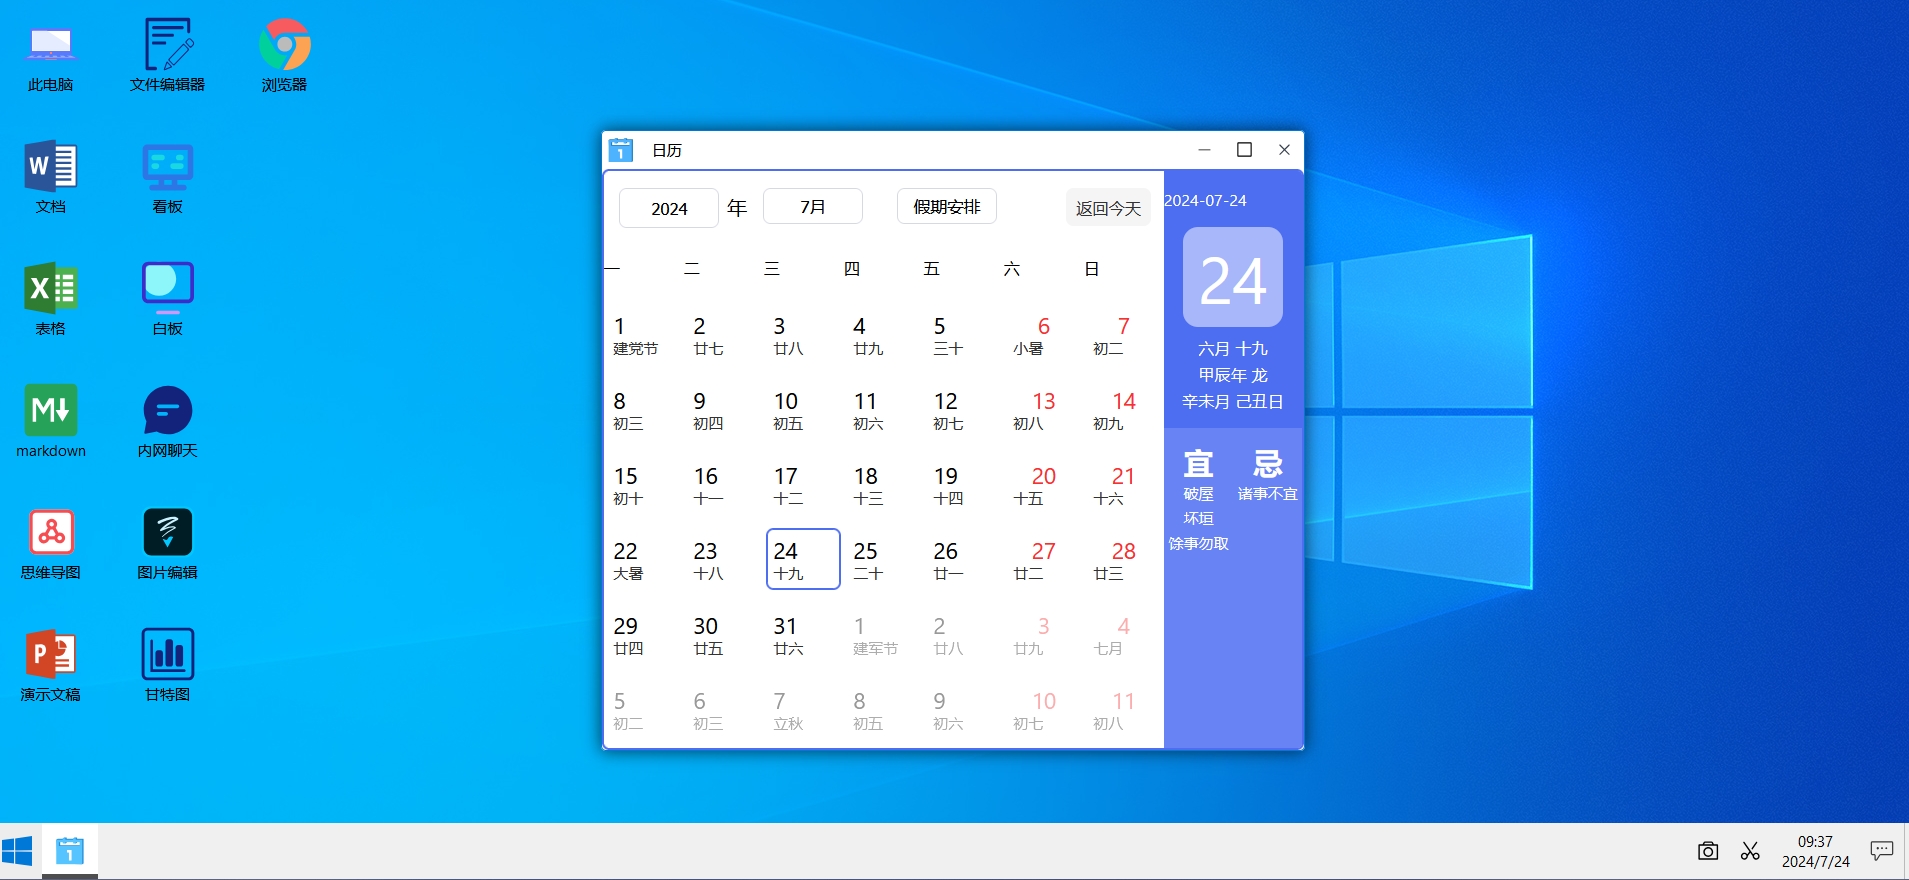 此电脑
文件编辑器
浏览器
W
文档
看板
X
表格
白板
M
markdown
内网聊天
思维导图
图片编辑
P
演示文稿
甘特图
1
日历
2024 年 7月 假期安排 返回今天
一 二 三 四 五 六 日
1 2 3 4 5 6 7
建党节 廿七 廿八 廿九 三十 小暑 初二
8 9 10 11 12 13 14
初三 初四 初五 初六 初七 初八 初九
15 16 17 18 19 20 21
初十 十一 十二 十三 十四 十五 十六
22 23 24 25 26 27 28
大暑 十八 十九 二十 廿一 廿二 廿三
29 30 31 1 2 3 4
廿四 廿五 廿六 建军节 廿八 廿九 七月
5 6 7 8 9 10 11
初二 初三 立秋 初五 初六 初七 初八
2024-07-24
24
六月 十九
甲辰年 龙
辛未月 己丑日
宜 忌
破屋 诸事不宜
坏垣
馀事勿取
1
09:37
2024/7/24